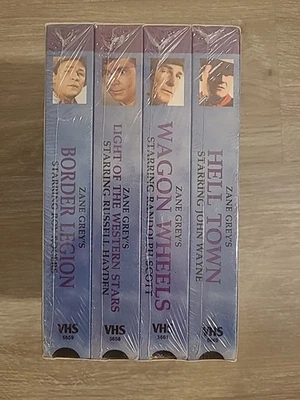 ZANE GREY'S
BORDER LEGION
STARRING
VHS
ZANE GREY'S
LIGHT OF THE WESTERN STARS
STARRING RUSSELL HAYDEN
VHS
ZANE GREY'S
WAGON WHEELS
STARRING RANDOLPH SCOTT
VHS
ZANE GREY'S
HELL TOWN
STARRING JOHN WAYNE
VHS